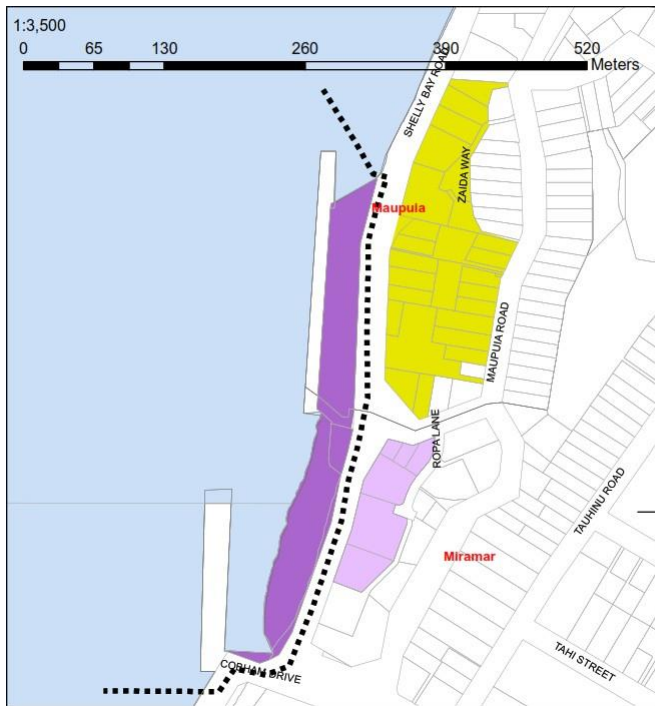 1:3,500
0 65 130 260 390 520
Meters
SHELLY BAY ROAD
ZAIDA WAY
Maupuia
MAUPUIA ROAD
ROPA LANE
TAUHINU ROAD
Miramar
TAHI STREET
COBHAM DRIVE